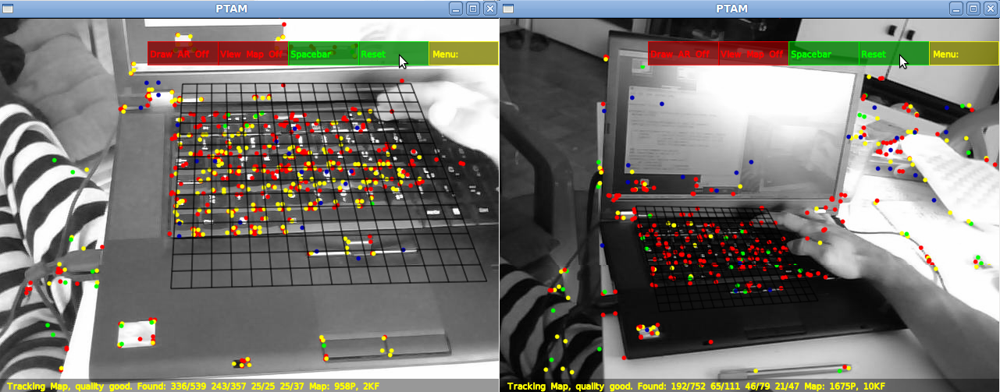 PTAM
Draw AR Off View Map Off Spacebar Reset Menu:
Tracking Map, quality good. Found: 336/539 243/357 25/25 25/37 Map: 958P, 2KF
PTAM
Draw AR Off View Map Off Spacebar Reset Menu:
Tracking Map, quality good. Found: 192/752 65/111 46/79 21/47 Map: 1675P, 10KF